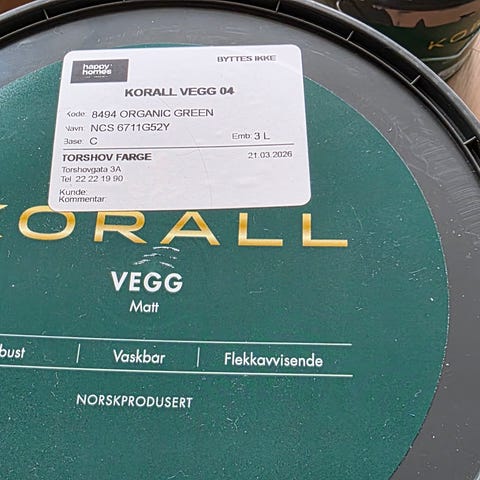 happy
homes
BYTTES IKKE
KORALL VEGG 04
Kode: 8494 ORGANIC GREEN
Navn: NCS 6711G52Y
Base: C
Emb: 3 L
TORSHOV FARGE
21.03.2026
Torshovgata 3A
Tel 22 22 19 90
Kunde:
Kommentar:
KORALL
VEGG
Matt
bust | Vaskbar | Flekkavvisende
NORSKPRODUSERT
KO